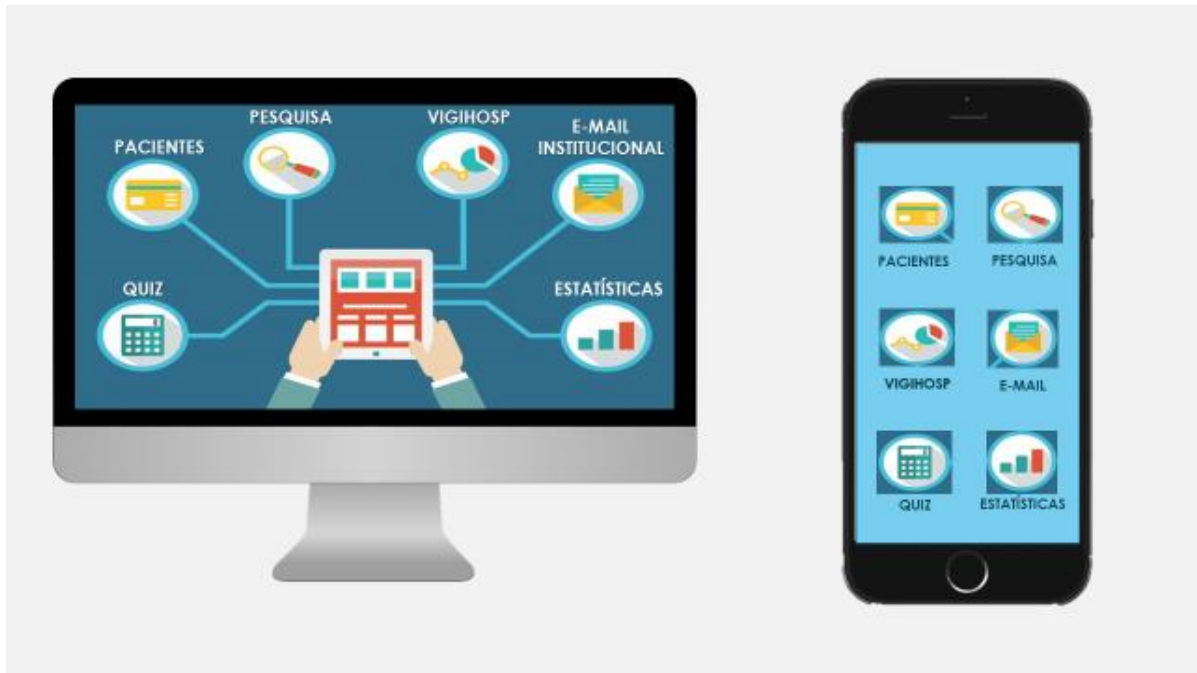 PESQUISA
VIGIHOSP
E-MAIL
INSTITUCIONAL
PACIENTES
QUIZ
ESTATÍSTICAS
PACIENTES
PESQUISA
VIGIHOSP
E-MAIL
QUIZ
ESTATÍSTICAS